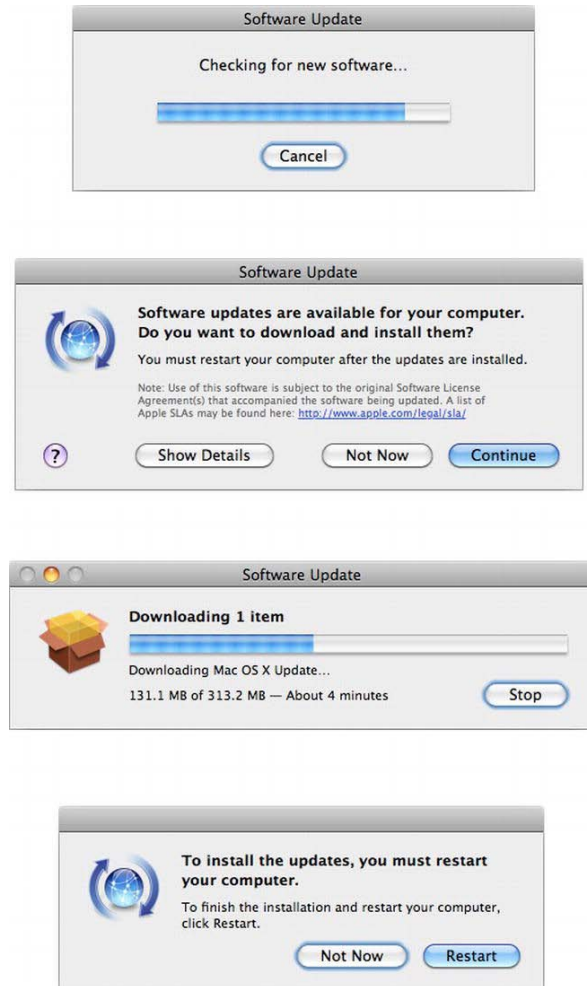 Software Update
Checking for new software...
Cancel
Software Update
Software updates are available for your computer.
Do you want to download and install them?
You must restart your computer after the updates are installed.
Note: Use of this software is subject to the original Software License
Agreement(s) that accompanied the software being updated. A list of
Apple SLAs may be found here: http://www.apple.com/legal/sla/
? Show Details Not Now Continue
Software Update
Downloading 1 item
Downloading Mac OS X Update...
131.1 MB of 313.2 MB — About 4 minutes Stop
To install the updates, you must restart
your computer.
To finish the installation and restart your computer,
click Restart.
Not Now Restart